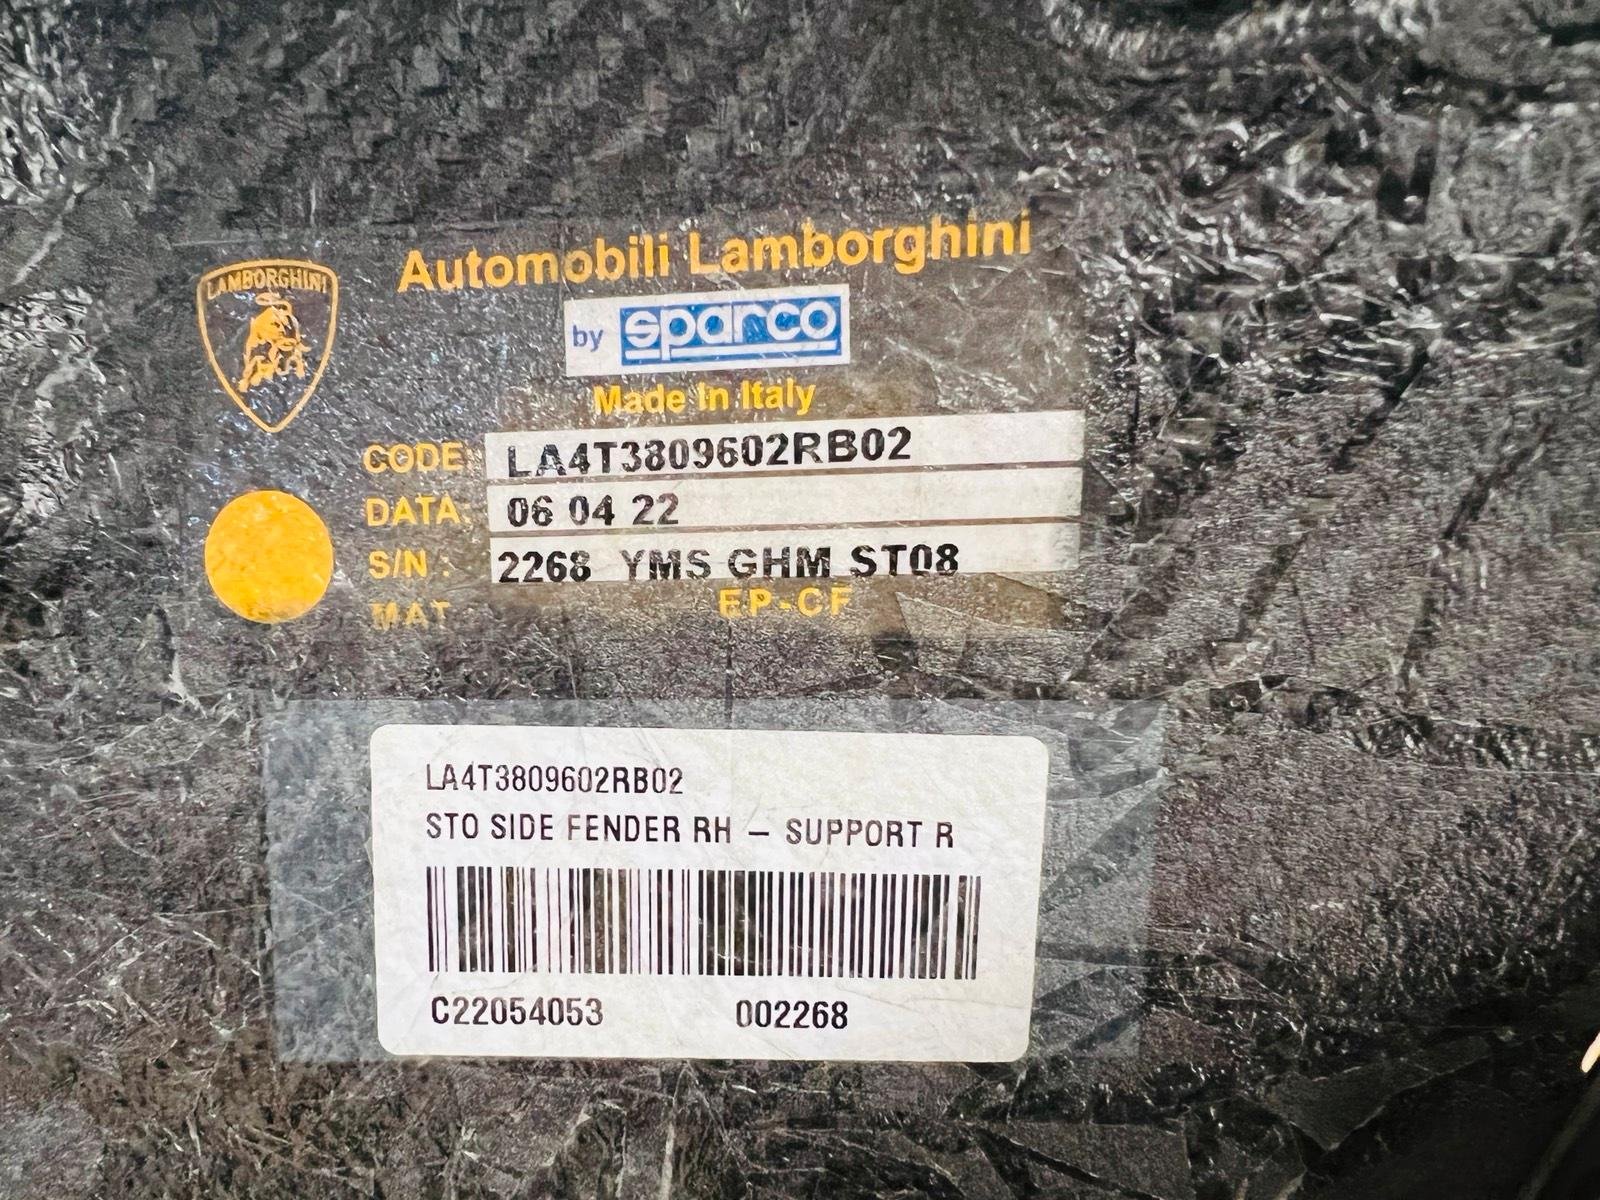 LAMBORGHINI
Automobili Lamborghini
by sparco
Made In Italy
CODE: LA4T3809602RB02
DATA: 06 04 22
S/N : 2268 YMS GHM ST08
MAT EP-CF
LA4T3809602RB02
STO SIDE FENDER RH – SUPPORT R
C22054053 002268